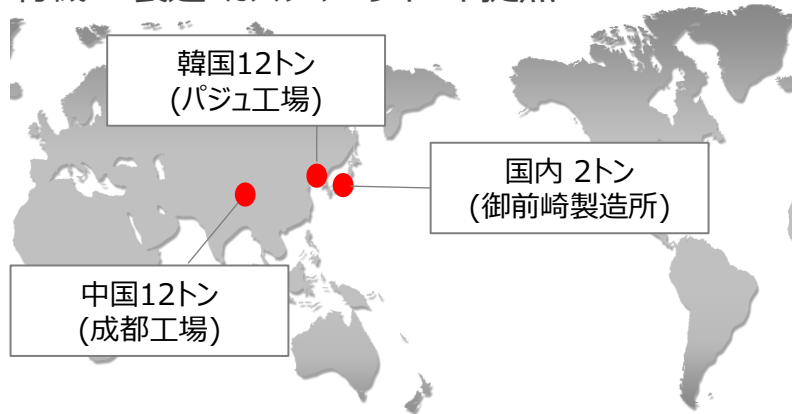 韓国12トン
(パジュ工場)
国内 2トン
(御前崎製造所)
中国12トン
(成都工場)